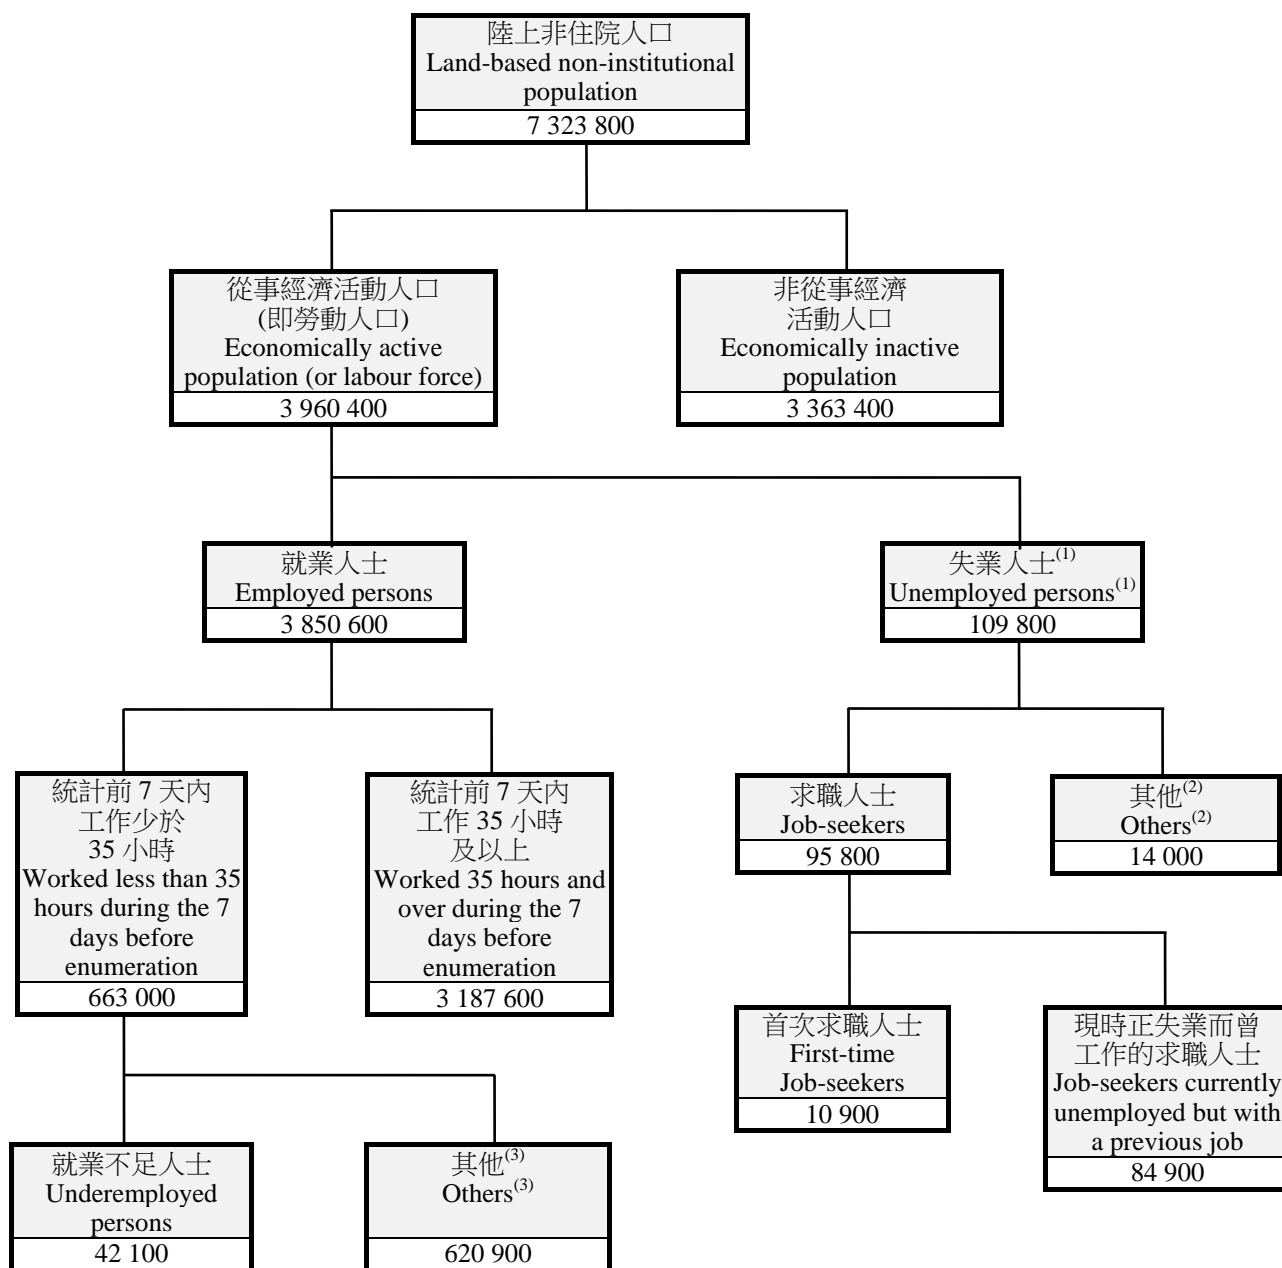 陸上非住院人口
Land-based non-institutional
population
7 323 800
從事經濟活動人口
(即勞動人口)
Economically active
population (or labour force)
3 960 400
非從事經濟
活動人口
Economically inactive
population
3 363 400
就業人士
Employed persons
3 850 600
失業人士(1)
Unemployed persons(1)
109 800
統計前 7 天內
工作少於
35 小時
Worked less than 35
hours during the 7
days before
enumeration
663 000
統計前 7 天內
工作 35 小時
及以上
Worked 35 hours and
over during the 7
days before
enumeration
3 187 600
求職人士
Job-seekers
95 800
其他(2)
Others(2)
14 000
首次求職人士
First-time
Job-seekers
10 900
現時正失業而曾
工作的求職人士
Job-seekers currently
unemployed but with
a previous job
84 900
就業不足人士
Underemployed
persons
42 100
其他(3)
Others(3)
620 900